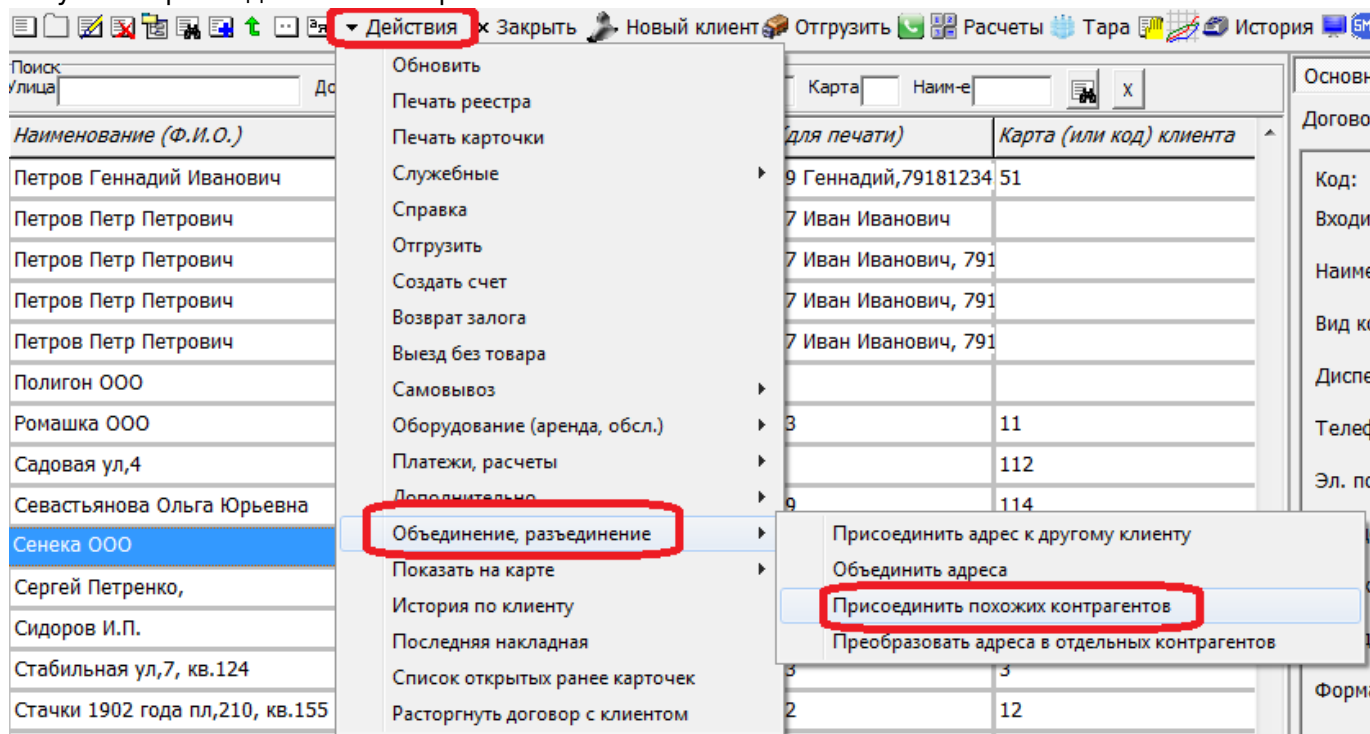 Действия × Закрыть Новый клиент Отгрузить Расчеты Тара История
Поиск
Улица Карта Наим-е X
Наименование (Ф.И.О.) для печати) Карта (или код) клиента
Петров Геннадий Иванович 9 Геннадий,79181234 51
Петров Петр Петрович 7 Иван Иванович
Петров Петр Петрович 7 Иван Иванович, 791
Петров Петр Петрович 7 Иван Иванович, 791
Петров Петр Петрович 7 Иван Иванович, 791
Полигон ООО
Ромашка ООО 3 11
Садовая ул,4 112
Севастьянова Ольга Юрьевна 9 114
Сенека ООО
Сергей Петренко,
Сидоров И.П.
Стабильная ул,7, кв.124 3 3
Стачки 1902 года пл,210, кв.155 2 12
Обновить
Печать реестра
Печать карточки
Служебные
Справка
Отгрузить
Создать счет
Возврат залога
Выезд без товара
Самовывоз
Оборудование (аренда, обсл.)
Платежи, расчеты
Дополнительно
Объединение, разъединение
Показать на карте
История по клиенту
Последняя накладная
Список открытых ранее карточек
Расторгнуть договор с клиентом
Присоединить адрес к другому клиенту
Объединить адреса
Присоединить похожих контрагентов
Преобразовать адреса в отдельных контрагентов
Основн
Догово
Код:
Входи
Наиме
Вид ко
Диспе
Телеф
Эл. по
Форма